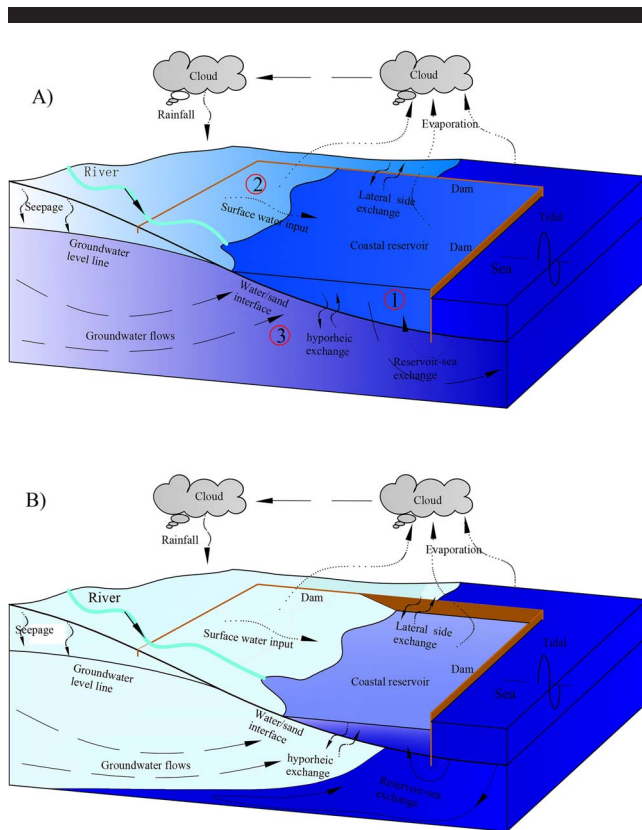 Cloud
Cloud
A)
Rainfall
Evaporation
River
2
Dam
Lateral side
exchange
Seepage
Surface water input
Tidal
Dam
Groundwater
level line
Coastal reservoir
Sea
Water/sand
interface
1
Groundwater flows
3
hyporheic
exchange
Reservoir-sea
exchange
B)
Cloud
Cloud
Rainfall
Evaporation
River
Dam
Seepage
Surface water input
Lateral side
exchange
Tidal
Dam
Groundwater
level line
Coastal reservoir
Sea
Water/sand
interface
Groundwater flows
hyporheic
exchange
Reservoir-sea
exchange